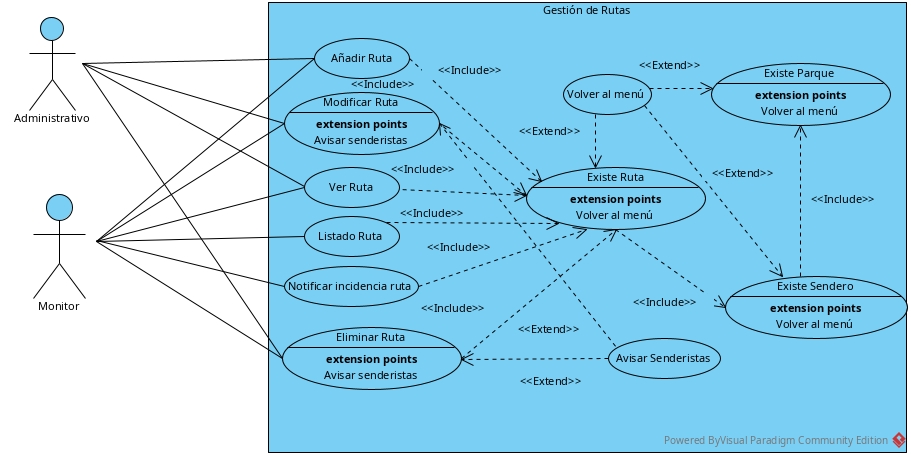 Gestión de Rutas
Administrativo
Monitor
Añadir Ruta
<<Include>>
<<Include>>
Modificar Ruta
extension points
Avisar senderistas
<<Include>>
Ver Ruta
<<Include>>
Listado Ruta
<<Include>>
Notificar incidencia ruta
<<Include>>
Eliminar Ruta
extension points
Avisar senderistas
Volver al menú
<<Extend>>
<<Extend>>
<<Extend>>
Existe Parque
extension points
Volver al menú
Existe Ruta
extension points
Volver al menú
<<Include>>
<<Include>>
Existe Sendero
extension points
Volver al menú
<<Extend>>
Avisar Senderistas
<<Extend>>
Powered ByVisual Paradigm Community Edition